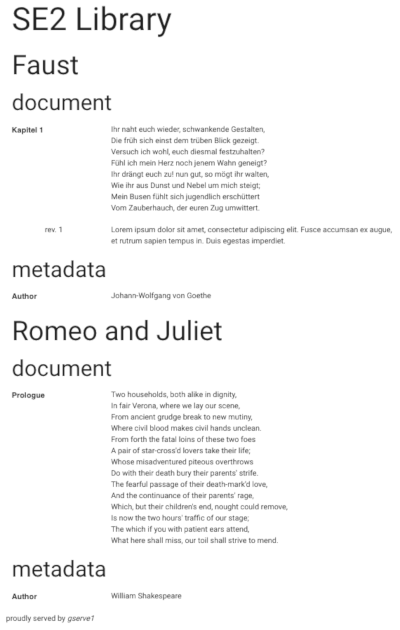 SE2 Library
Faust
document
Kapitel 1
Ihr naht euch wieder, schwankende Gestalten,
Die früh sich einst dem trüben Blick gezeigt.
Versuch ich wohl, euch diesmal festzuhalten?
Fühl ich mein Herz noch jenem Wahn geneigt?
Ihr drängt euch zu! nun gut, so mögt ihr walten,
Wie ihr aus Dunst und Nebel um mich steigt;
Mein Busen fühlt sich jugendlich erschüttert
Vom Zauberhauch, der euren Zug umwittert.
rev. 1
Lorem ipsum dolor sit amet, consectetur adipiscing elit. Fusce accumsan ex augue,
et rutrum sapien tempus in. Duis egestas imperdiet.
metadata
Author
Johann-Wolfgang von Goethe
Romeo and Juliet
document
Prologue
Two households, both alike in dignity,
In fair Verona, where we lay our scene,
From ancient grudge break to new mutiny,
Where civil blood makes civil hands unclean.
From forth the fatal loins of these two foes
A pair of star-cross'd lovers take their life;
Whose misadventured piteous overthrows
Do with their death bury their parents' strife.
The fearful passage of their death-mark'd love,
And the continuance of their parents' rage,
Which, but their children's end, nought could remove,
Is now the two hours' traffic of our stage;
The which if you with patient ears attend,
What here shall miss, our toil shall strive to mend.
metadata
Author
William Shakespeare
proudly served by gserve1